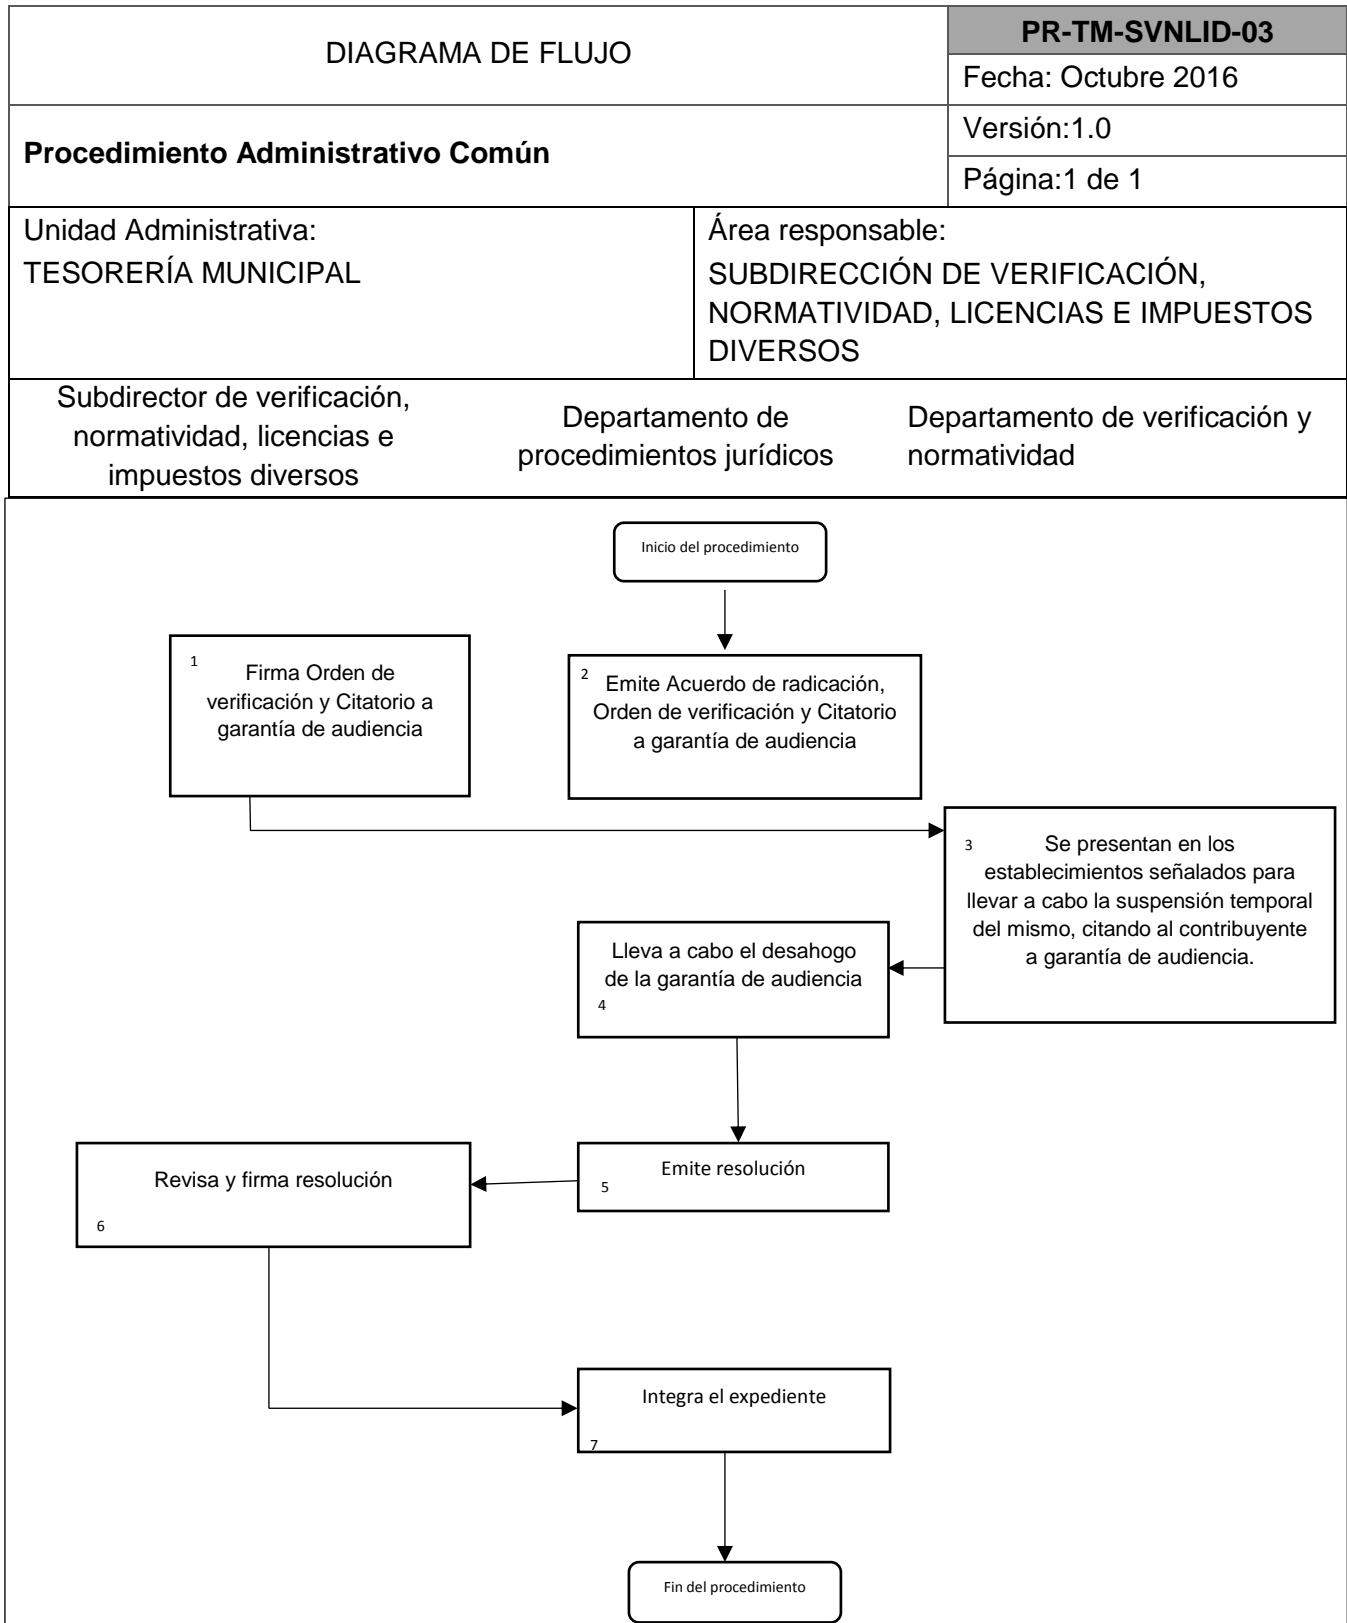 DIAGRAMA DE FLUJO
PR-TM-SVNLID-03
Fecha: Octubre 2016
Procedimiento Administrativo Común
Versión:1.0
Página:1 de 1
Unidad Administrativa:
TESORERÍA MUNICIPAL
Área responsable:
SUBDIRECCIÓN DE VERIFICACIÓN,
NORMATIVIDAD, LICENCIAS E IMPUESTOS
DIVERSOS
Subdirector de verificación,
normatividad, licencias e
impuestos diversos
Departamento de
procedimientos jurídicos
Departamento de verificación y
normatividad
Inicio del procedimiento
1
Firma Orden de
verificación y Citatorio a
garantía de audiencia
2
Emite Acuerdo de radicación,
Orden de verificación y Citatorio
a garantía de audiencia
3
Se presentan en los
establecimientos señalados para
llevar a cabo la suspensión temporal
del mismo, citando al contribuyente
a garantía de audiencia.
Lleva a cabo el desahogo
de la garantía de audiencia
4
Emite resolución
5
Revisa y firma resolución
6
Integra el expediente
7
Fin del procedimiento